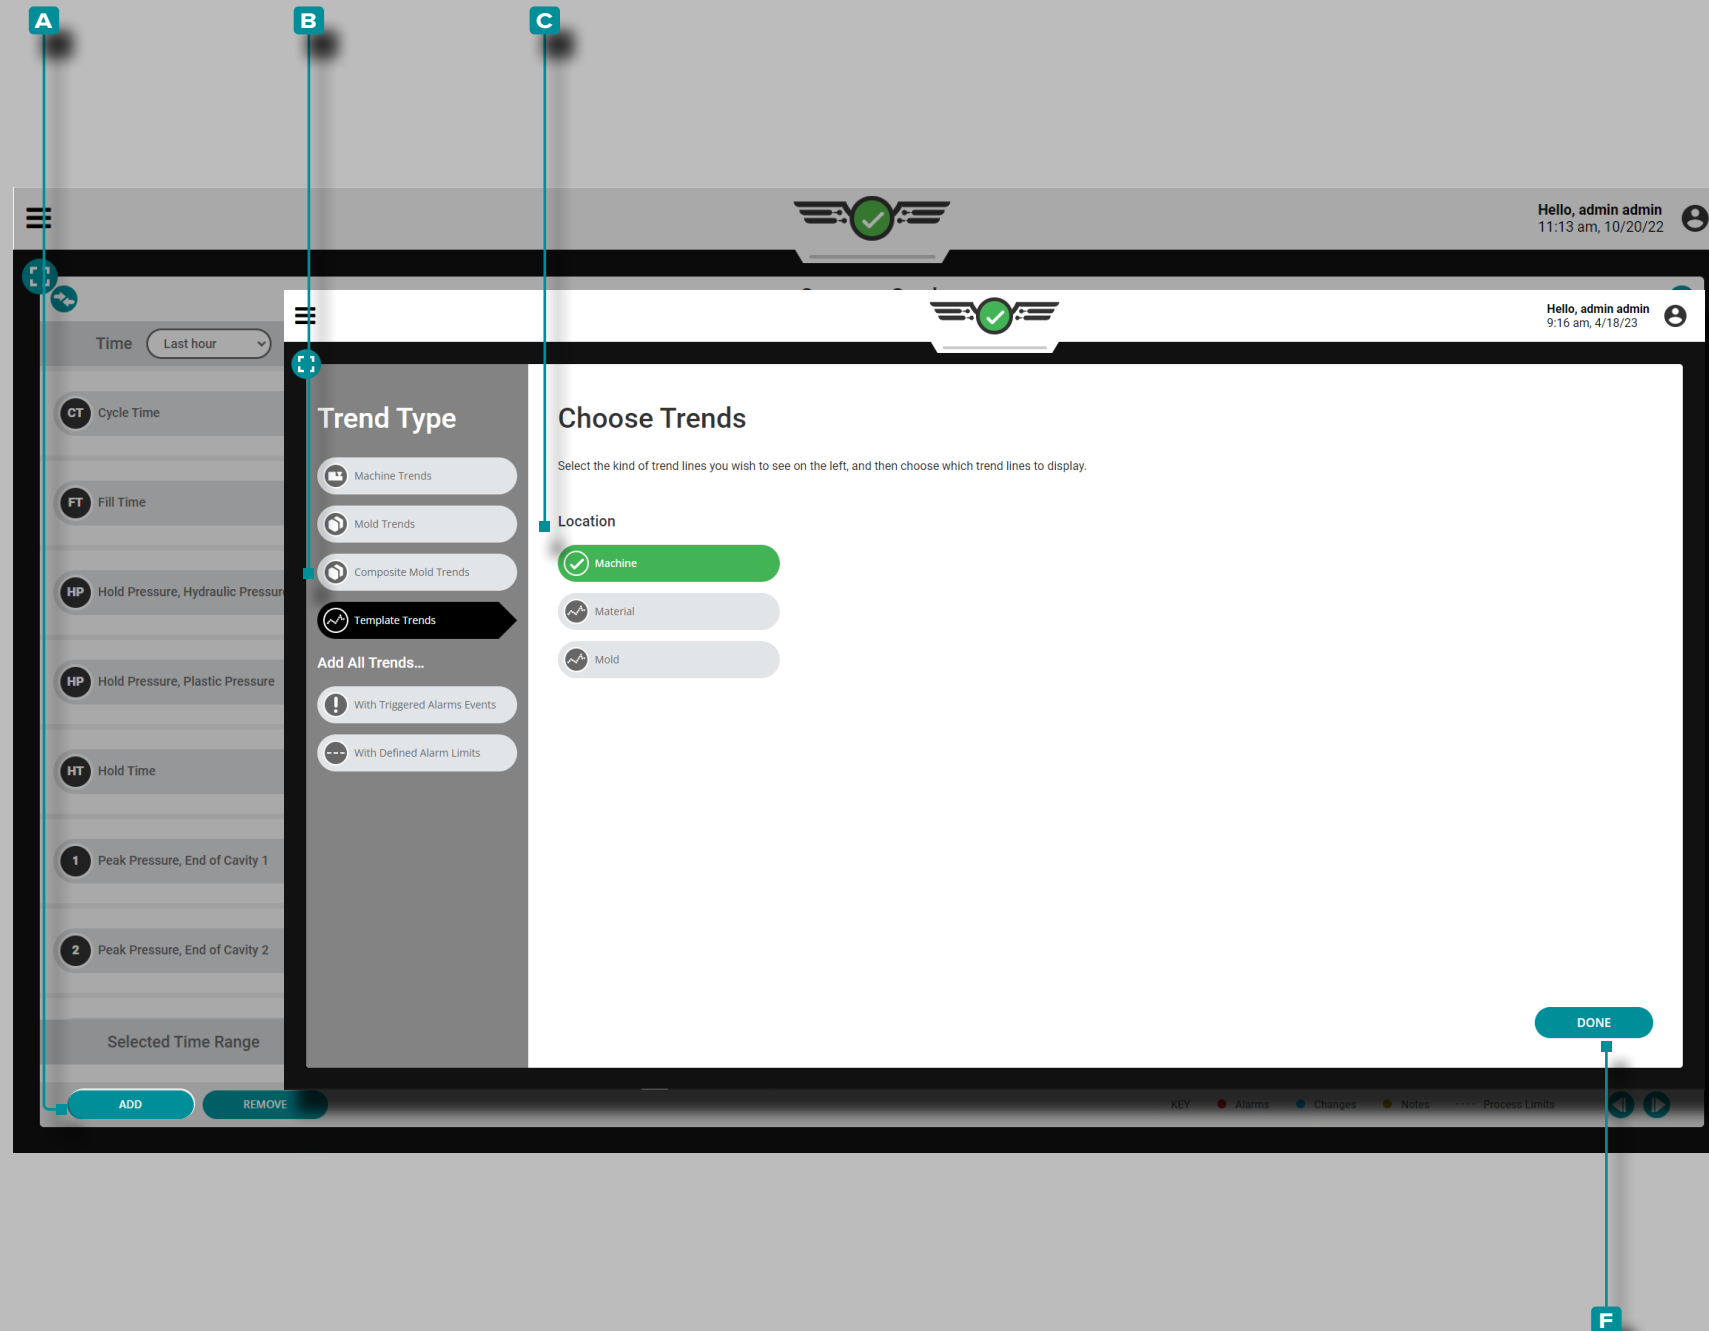 A
B
C
Hello, admin admin
11:13 am, 10/20/22
Hello, admin admin
9:16 am, 4/18/23
Time
Last hour
CT
Cycle Time
FT
Fill Time
HP
Hold Pressure, Hydraulic Pressur
HP
Hold Pressure, Plastic Pressure
HT
Hold Time
1
Peak Pressure, End of Cavity 1
2
Peak Pressure, End of Cavity 2
Selected Time Range
Trend Type
Machine Trends
Mold Trends
Composite Mold Trends
Template Trends
Add All Trends...
With Triggered Alarms Events
With Defined Alarm Limits
Choose Trends
Select the kind of trend lines you wish to see on the left, and then choose which trend lines to display.
Location
Machine
Material
Mold
DONE
ADD
REMOVE
KEY
Alarms
Changes
Notes
Process Limits
F